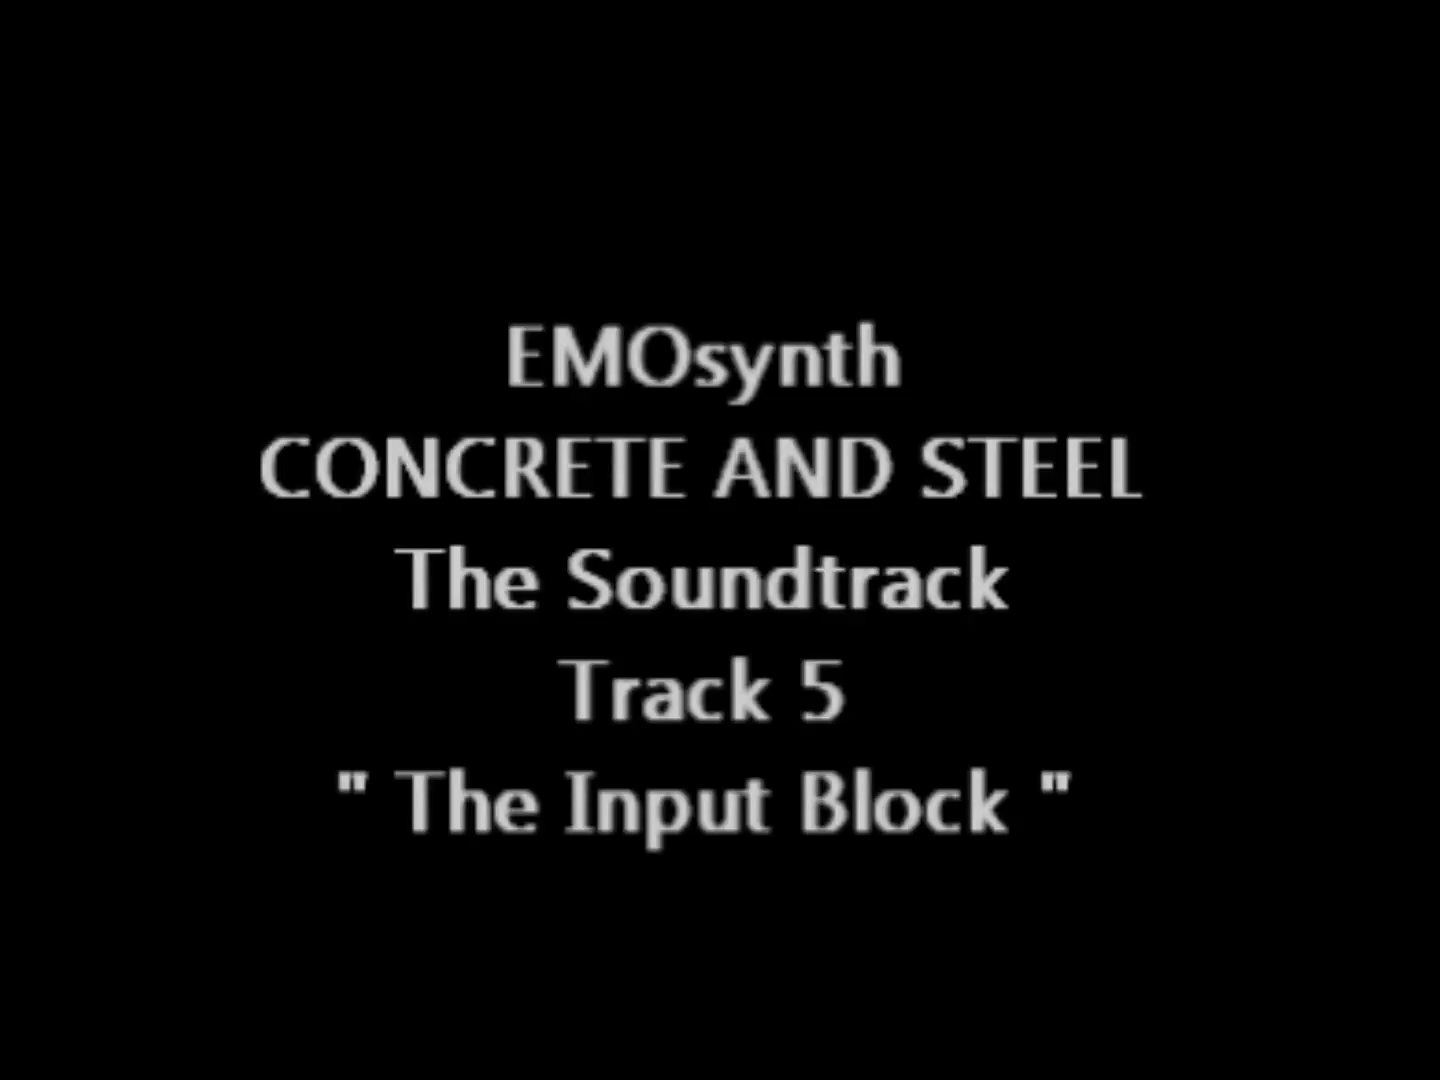 EMOsynth
CONCRETE AND STEEL
The Soundtrack
Track 5
" The Input Block "